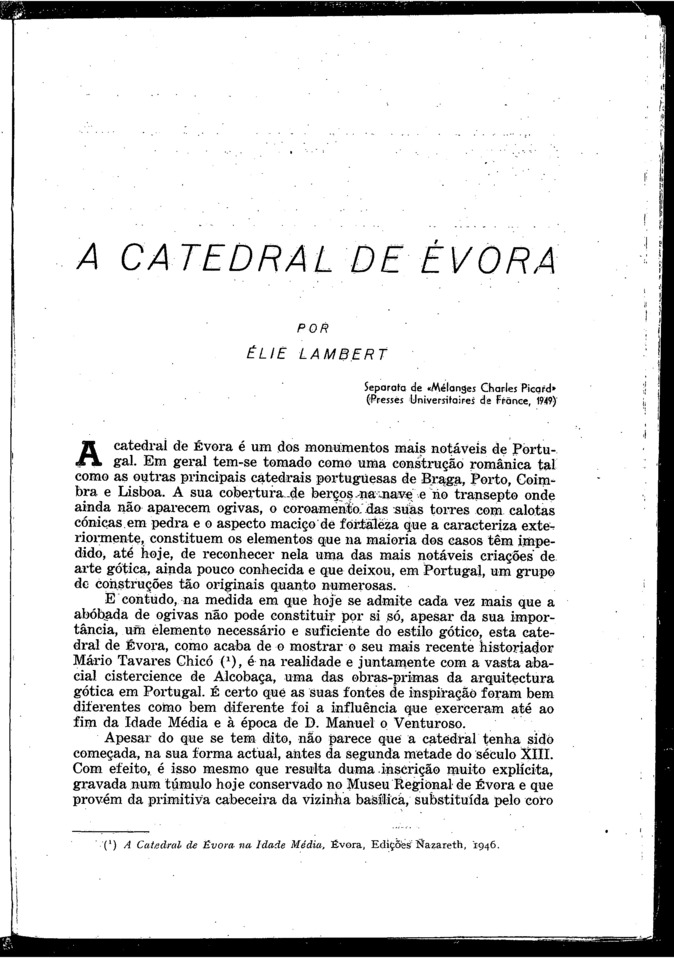 A CATEDRAL DE ÉVORA
POR
ÉLIE LAMBERT
Separata de «Mélanges Charles Picard»
(Presses Universitaires de France, 1949)
A catedral de Évora é um dos monumentos mais notáveis de Portu-
gal. Em geral tem-se tomado como uma construção românica tal
como as outras principais catedrais portuguesas de Braga, Porto, Coim-
bra e Lisboa. A sua cobertura de berços na nave e no transepto onde
ainda não aparecem ogivas, o coroamento das suas torres com calotas
cónicas em pedra e o aspecto maciço de fortaleza que a caracteriza exte-
riormente, constituem os elementos que na maioria dos casos têm impe-
dido, até hoje, de reconhecer nela uma das mais notáveis criações de
arte gótica, ainda pouco conhecida e que deixou, em Portugal, um grupo
de construções tão originais quanto numerosas.
E contudo, na medida em que hoje se admite cada vez mais que a
abóbada de ogivas não pode constituir por si só, apesar da sua impor-
tância, um elemento necessário e suficiente do estilo gótico, esta cate-
dral de Évora, como acaba de o mostrar o seu mais recente historiador
Mário Tavares Chicó (¹), é na realidade e juntamente com a vasta aba-
cial cistercience de Alcobaça, uma das obras-primas da arquitectura
gótica em Portugal. É certo que as suas fontes de inspiração foram bem
diferentes como bem diferente foi a influência que exerceram até ao
fim da Idade Média e à época de D. Manuel o Venturoso.
Apesar do que se tem dito, não parece que a catedral tenha sido
começada, na sua forma actual, antes da segunda metade do século XIII.
Com efeito, é isso mesmo que resulta duma inscrição muito explícita,
gravada num túmulo hoje conservado no Museu Regional de Évora e que
provém da primitiva cabeceira da vizinha basílica, substituída pelo coro
(¹) A Catedral de Évora na Idade Média, Évora, Edições Nazareth, 1946.